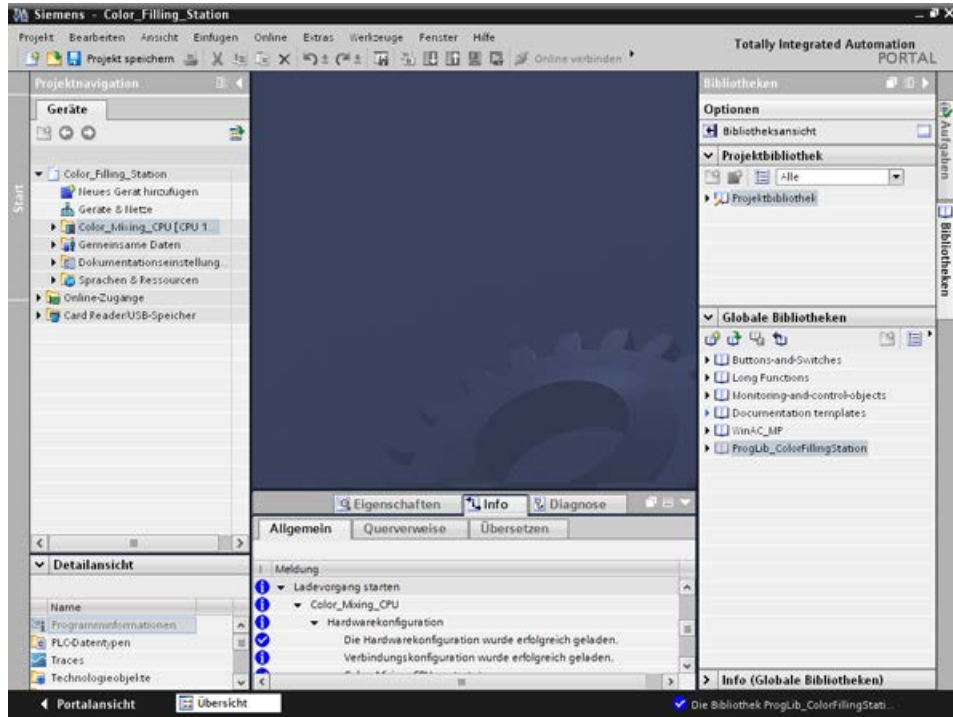 Siemens - Color_Filling_Station
Projekt Bearbeiten Ansicht Einfügen Online Extras Werkzeuge Fenster Hilfe
Projekt speichern
Online verbinden
Totally Integrated Automation
PORTAL
Start
Projektnavigation
Geräte
Color_Filling_Station
Neues Gerät hinzufügen
Geräte & Netze
Color_Mixing_CPU [CPU 1...
Gemeinsame Daten
Dokumentationseinstellung...
Sprachen & Ressourcen
Online-Zugänge
Card Reader/USB-Speicher
Detailansicht
Name
Programminformationen
PLC-Datentypen
Traces
Technologieobjekte
Eigenschaften
Info
Diagnose
Allgemein
Querverweise
Übersetzen
! Meldung
Ladevorgang starten
Color_Mixing_CPU
Hardwarekonfiguration
Die Hardwarekonfiguration wurde erfolgreich geladen.
Verbindungskonfiguration wurde erfolgreich geladen.
Bibliotheken
Optionen
Bibliotheksansicht
Projektbibliothek
Alle
Projektbibliothek
Globale Bibliotheken
Buttons-and-Switches
Long Functions
Monitoring-and-control-objects
Documentation templates
WinAC_MP
ProgLib_ColorFillingStation
Info (Globale Bibliotheken)
Aufgaben
Bibliotheken
Portalansicht
Übersicht
Die Bibliothek ProgLib_ColorFillingStati...